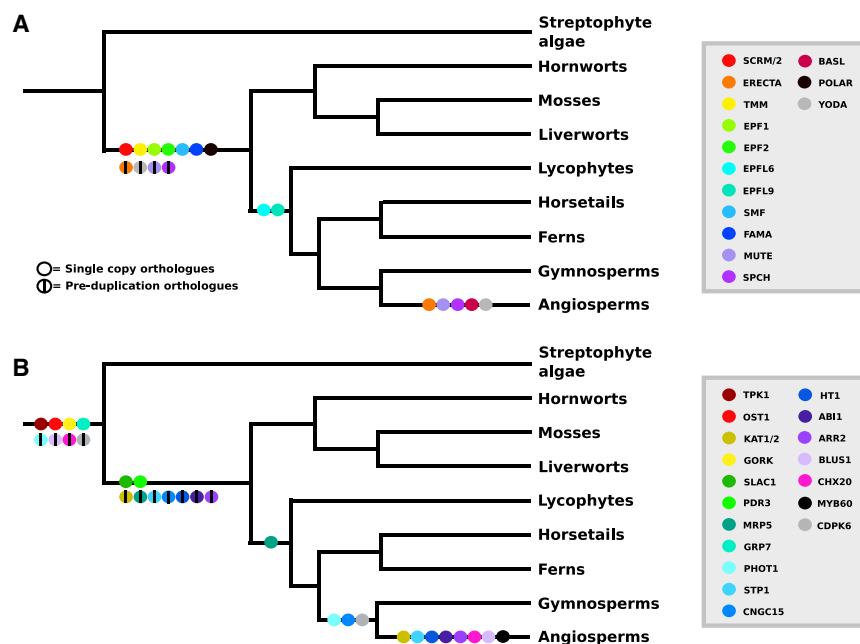 A
Streptophyte
algae
Hornworts
Mosses
Liverworts
Lycophytes
Horsetails
Ferns
Gymnosperms
Angiosperms
= Single copy orthologues
= Pre-duplication orthologues
SCRM/2
ERECTA
TMM
EPF1
EPF2
EPFL6
EPFL9
SMF
FAMA
MUTE
SPCH
BASL
POLAR
YODA
B
Streptophyte
algae
Hornworts
Mosses
Liverworts
Lycophytes
Horsetails
Ferns
Gymnosperms
Angiosperms
TPK1
OST1
KAT1/2
GORK
SLAC1
PDR3
MRP5
GRP7
PHOT1
STP1
CNGC15
HT1
ABI1
ARR2
BLUS1
CHX20
MYB60
CDPK6